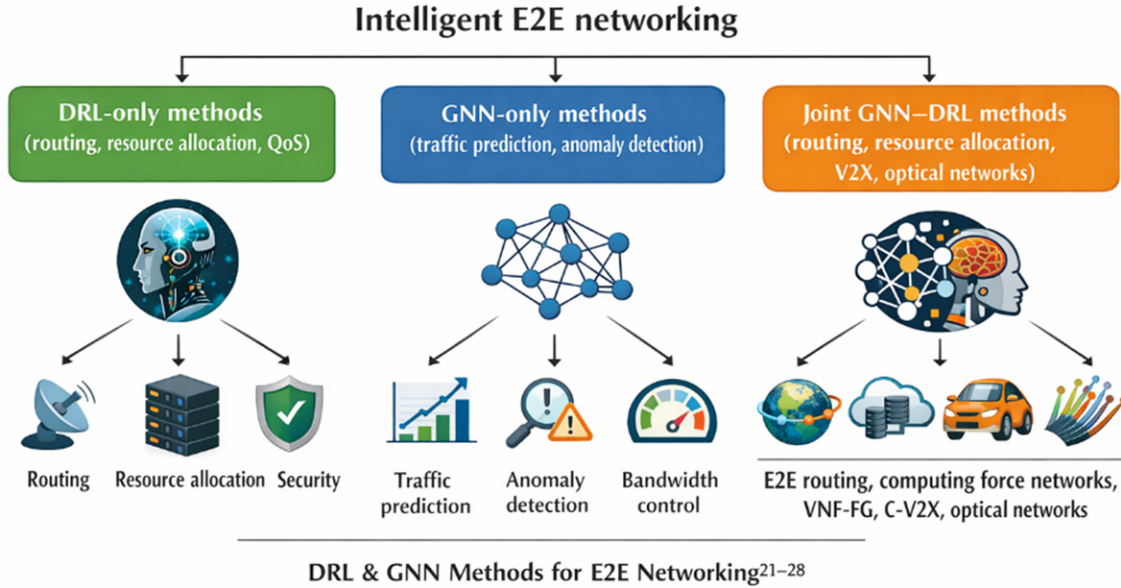 Intelligent E2E networking
DRL-only methods
(routing, resource allocation, QoS)
GNN-only methods
(traffic prediction, anomaly detection)
Joint GNN–DRL methods
(routing, resource allocation,
V2X, optical networks)
Routing
Resource allocation
Security
Traffic
prediction
Anomaly
detection
Bandwidth
control
E2E routing, computing force networks,
VNF-FG, C-V2X, optical networks
DRL & GNN Methods for E2E Networking21–28